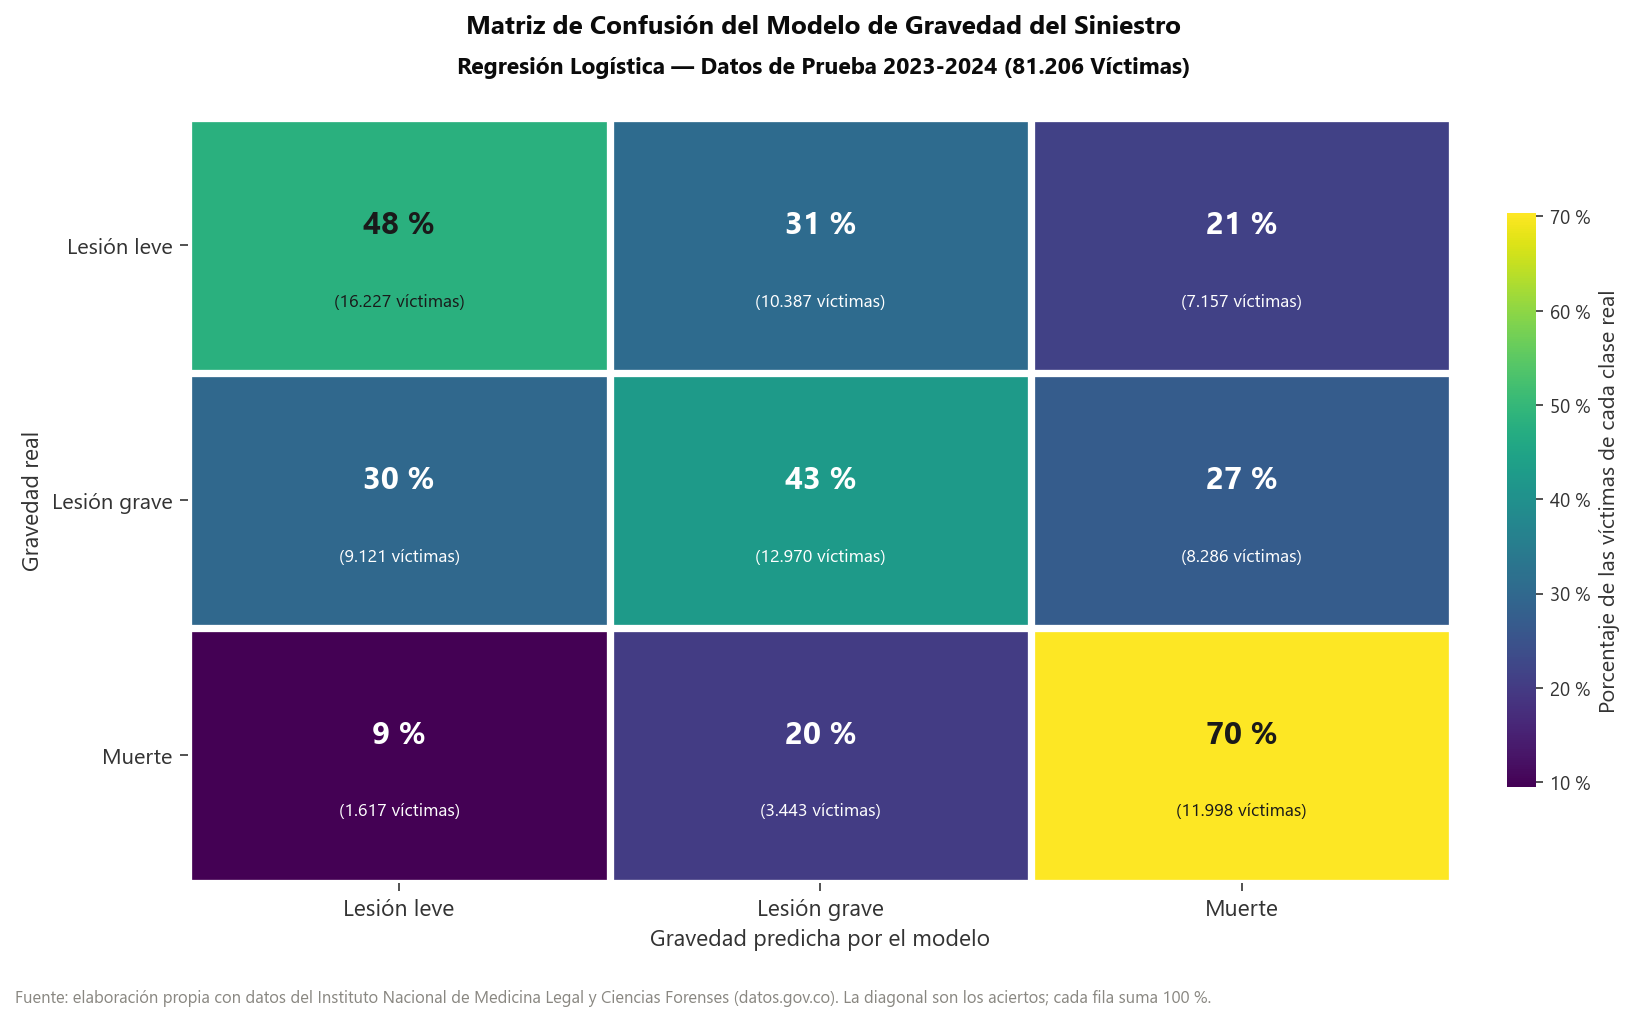 Matriz de Confusión del Modelo de Gravedad del Siniestro
Regresión Logística — Datos de Prueba 2023-2024 (81.206 Víctimas)
Gravedad real
Lesión leve
48 %
(16.227 víctimas)
31 %
(10.387 víctimas)
21 %
(7.157 víctimas)
Lesión grave
30 %
(9.121 víctimas)
43 %
(12.970 víctimas)
27 %
(8.286 víctimas)
Muerte
9 %
(1.617 víctimas)
20 %
(3.443 víctimas)
70 %
(11.998 víctimas)
Lesión leve
Lesión grave
Muerte
Gravedad predicha por el modelo
70 %
60 %
50 %
40 %
30 %
20 %
10 %
Porcentaje de las víctimas de cada clase real
Fuente: elaboración propia con datos del Instituto Nacional de Medicina Legal y Ciencias Forenses (datos.gov.co). La diagonal son los aciertos; cada fila suma 100 %.